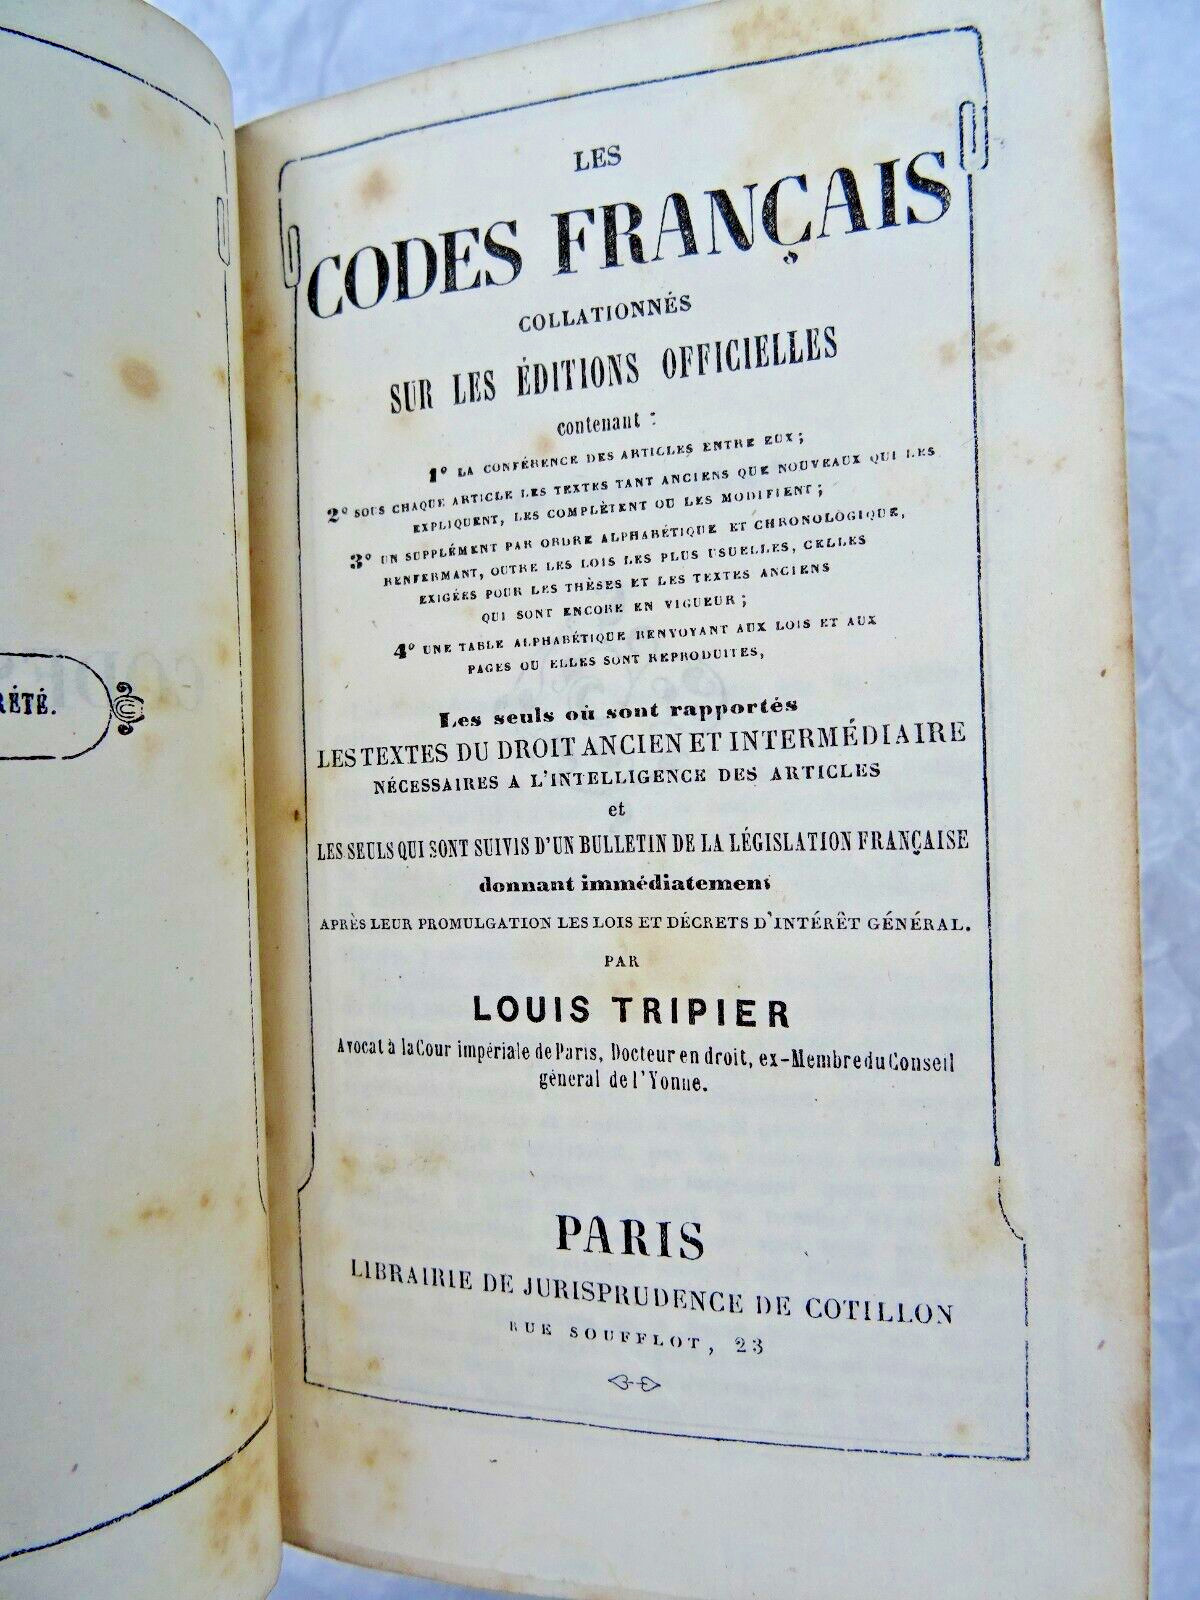 RÉTÉ.
LES
CODES FRANÇAIS
COLLATIONNÉS
SUR LES ÉDITIONS OFFICIELLES
contenant :
1° LA CONFÉRENCE DES ARTICLES ENTRE EUX ;
2° SOUS CHAQUE ARTICLE LES TEXTES TANT ANCIENS QUE NOUVEAUX QUI LES
EXPLIQUENT, LES COMPLÈTENT OU LES MODIFIENT ;
3° UN SUPPLÉMENT PAR ORDRE ALPHABÉTIQUE ET CHRONOLOGIQUE,
RENFERMANT, OUTRE LES LOIS LES PLUS USUELLES, CELLES
EXIGÉES POUR LES THÈSES ET LES TEXTES ANCIENS
QUI SONT ENCORE EN VIGUEUR ;
4° UNE TABLE ALPHABÉTIQUE RENVOYANT AUX LOIS ET AUX
PAGES OU ELLES SONT REPRODUITES,
Les seuls où sont rapportés
LES TEXTES DU DROIT ANCIEN ET INTERMÉDIAIRE
NÉCESSAIRES A L'INTELLIGENCE DES ARTICLES
et
LES SEULS QUI SONT SUIVIS D'UN BULLETIN DE LA LÉGISLATION FRANÇAISE
donnant immédiatement
APRÈS LEUR PROMULGATION LES LOIS ET DÉCRETS D'INTÉRÊT GÉNÉRAL.
PAR
LOUIS TRIPIER
Avocat à la Cour impériale de Paris, Docteur en droit, ex-Membre du Conseil
général de l'Yonne.
PARIS
LIBRAIRIE DE JURISPRUDENCE DE COTILLON
RUE SOUFFLOT, 23